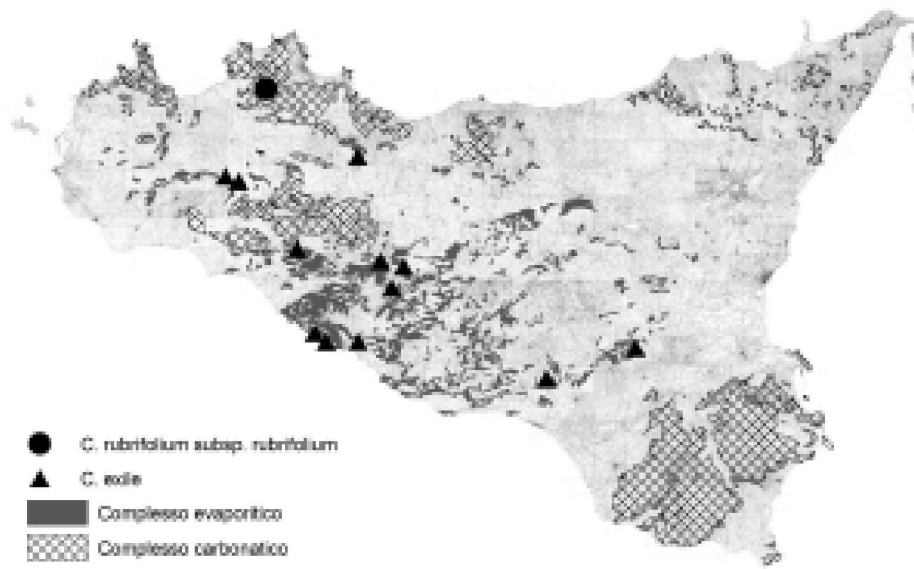 C. rubrifolium subsp. rubrifolium
C. exile
Complesso evaporitico
Complesso carbonatico